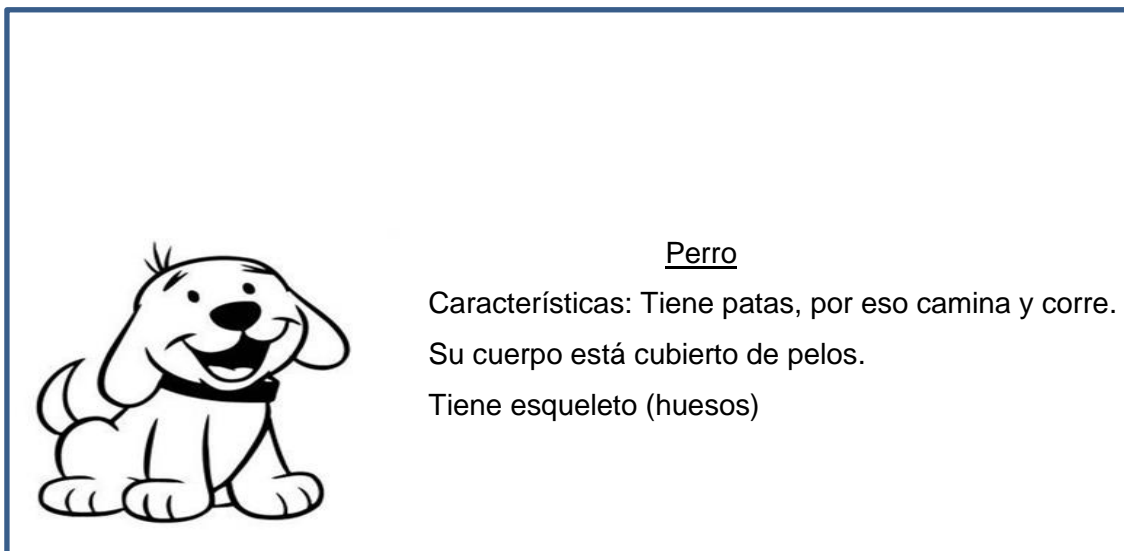 Perro
Características: Tiene patas, por eso camina y corre.
Su cuerpo está cubierto de pelos.
Tiene esqueleto (huesos)